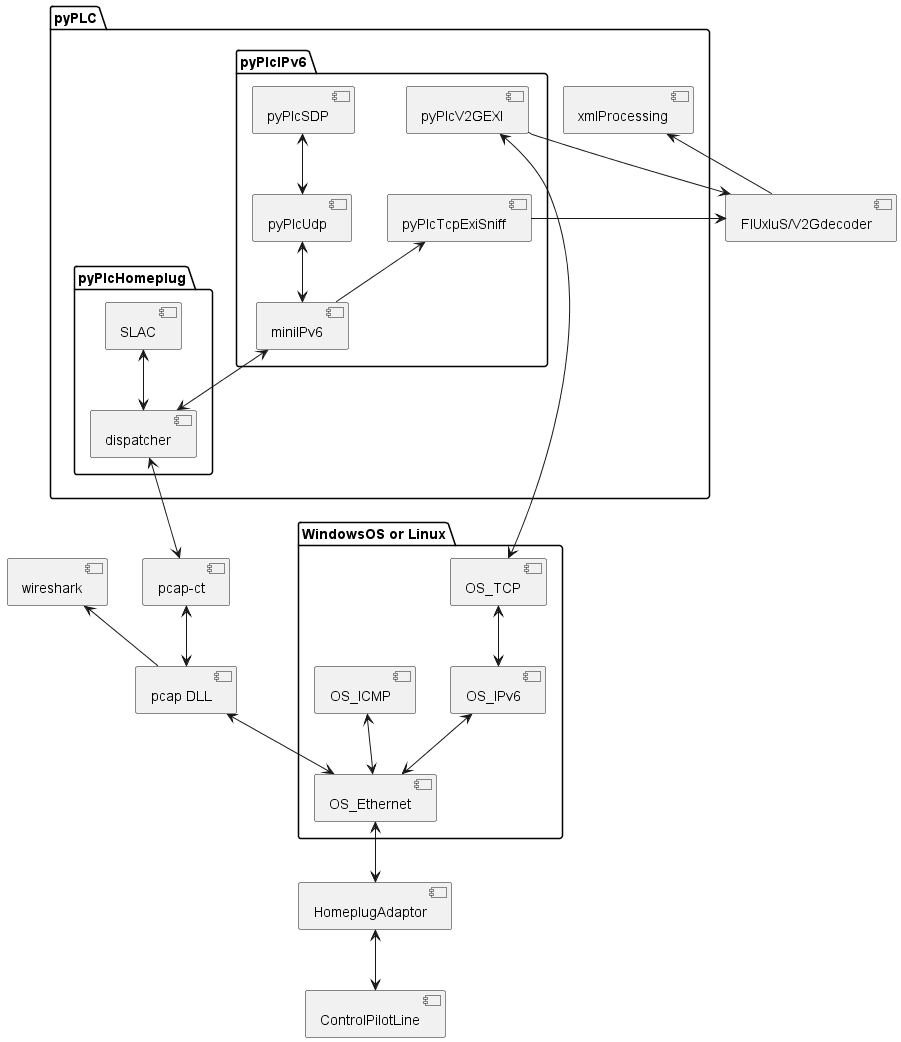 pyPLC
pyPlcIPv6
pyPlcSDP
pyPlcV2GEXI
xmlProcessing
pyPlcUdp
pyPlcTcpExiSniff
FlUxIuS/V2Gdecoder
pyPlcHomeplug
SLAC
miniIPv6
dispatcher
WindowsOS or Linux
wireshark
pcap-ct
OS_TCP
pcap DLL
OS_ICMP
OS_IPv6
OS_Ethernet
HomeplugAdaptor
ControlPilotLine